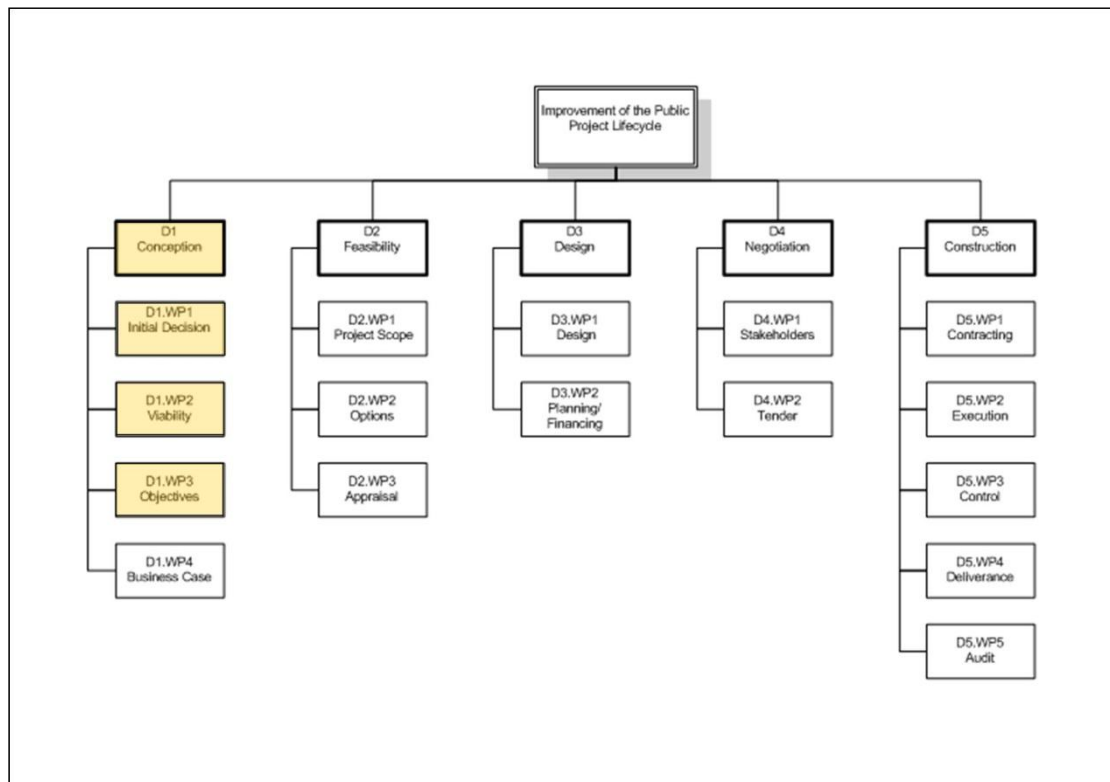 Improvement of the Public
Project Lifecycle
D1
Conception
D1.WP1
Initial Decision
D1.WP2
Viability
D1.WP3
Objectives
D1.WP4
Business Case
D2
Feasibility
D2.WP1
Project Scope
D2.WP2
Options
D2.WP3
Appraisal
D3
Design
D3.WP1
Design
D3.WP2
Planning/
Financing
D4
Negotiation
D4.WP1
Stakeholders
D4.WP2
Tender
D5
Construction
D5.WP1
Contracting
D5.WP2
Execution
D5.WP3
Control
D5.WP4
Deliverance
D5.WP5
Audit